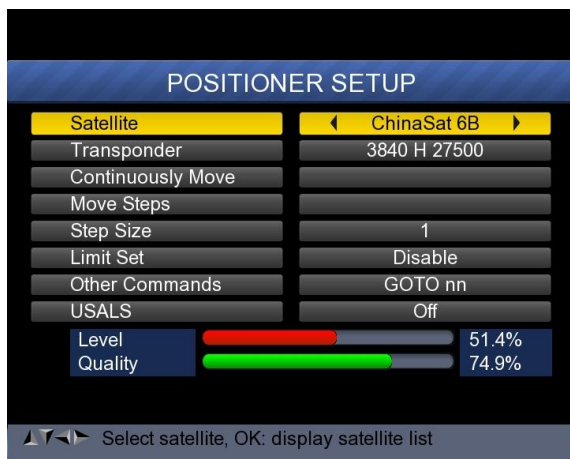 POSITIONER SETUP
Satellite ChinaSat 6B
Transponder 3840 H 27500
Continuously Move
Move Steps
Step Size 1
Limit Set Disable
Other Commands GOTO nn
USALS Off
Level 51.4%
Quality 74.9%
Select satellite, OK: display satellite list